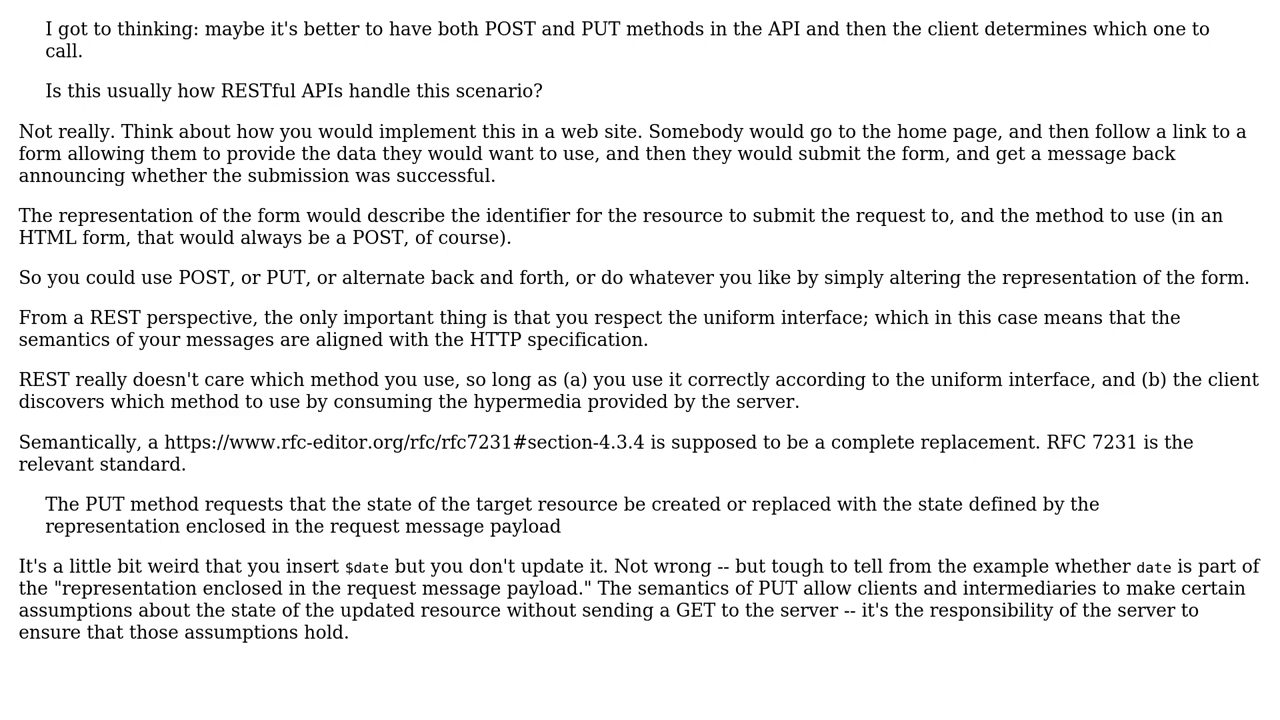 I got to thinking: maybe it's better to have both POST and PUT methods in the API and then the client determines which one to
call.
Is this usually how RESTful APIs handle this scenario?
Not really. Think about how you would implement this in a web site. Somebody would go to the home page, and then follow a link to a
form allowing them to provide the data they would want to use, and then they would submit the form, and get a message back
announcing whether the submission was successful.
The representation of the form would describe the identifier for the resource to submit the request to, and the method to use (in an
HTML form, that would always be a POST, of course).
So you could use POST, or PUT, or alternate back and forth, or do whatever you like by simply altering the representation of the form.
From a REST perspective, the only important thing is that you respect the uniform interface; which in this case means that the
semantics of your messages are aligned with the HTTP specification.
REST really doesn't care which method you use, so long as (a) you use it correctly according to the uniform interface, and (b) the client
discovers which method to use by consuming the hypermedia provided by the server.
Semantically, a https://www.rfc-editor.org/rfc/rfc7231#section-4.3.4 is supposed to be a complete replacement. RFC 7231 is the
relevant standard.
The PUT method requests that the state of the target resource be created or replaced with the state defined by the
representation enclosed in the request message payload
It's a little bit weird that you insert $date but you don't update it. Not wrong -- but tough to tell from the example whether date is part of
the "representation enclosed in the request message payload." The semantics of PUT allow clients and intermediaries to make certain
assumptions about the state of the updated resource without sending a GET to the server -- it's the responsibility of the server to
ensure that those assumptions hold.